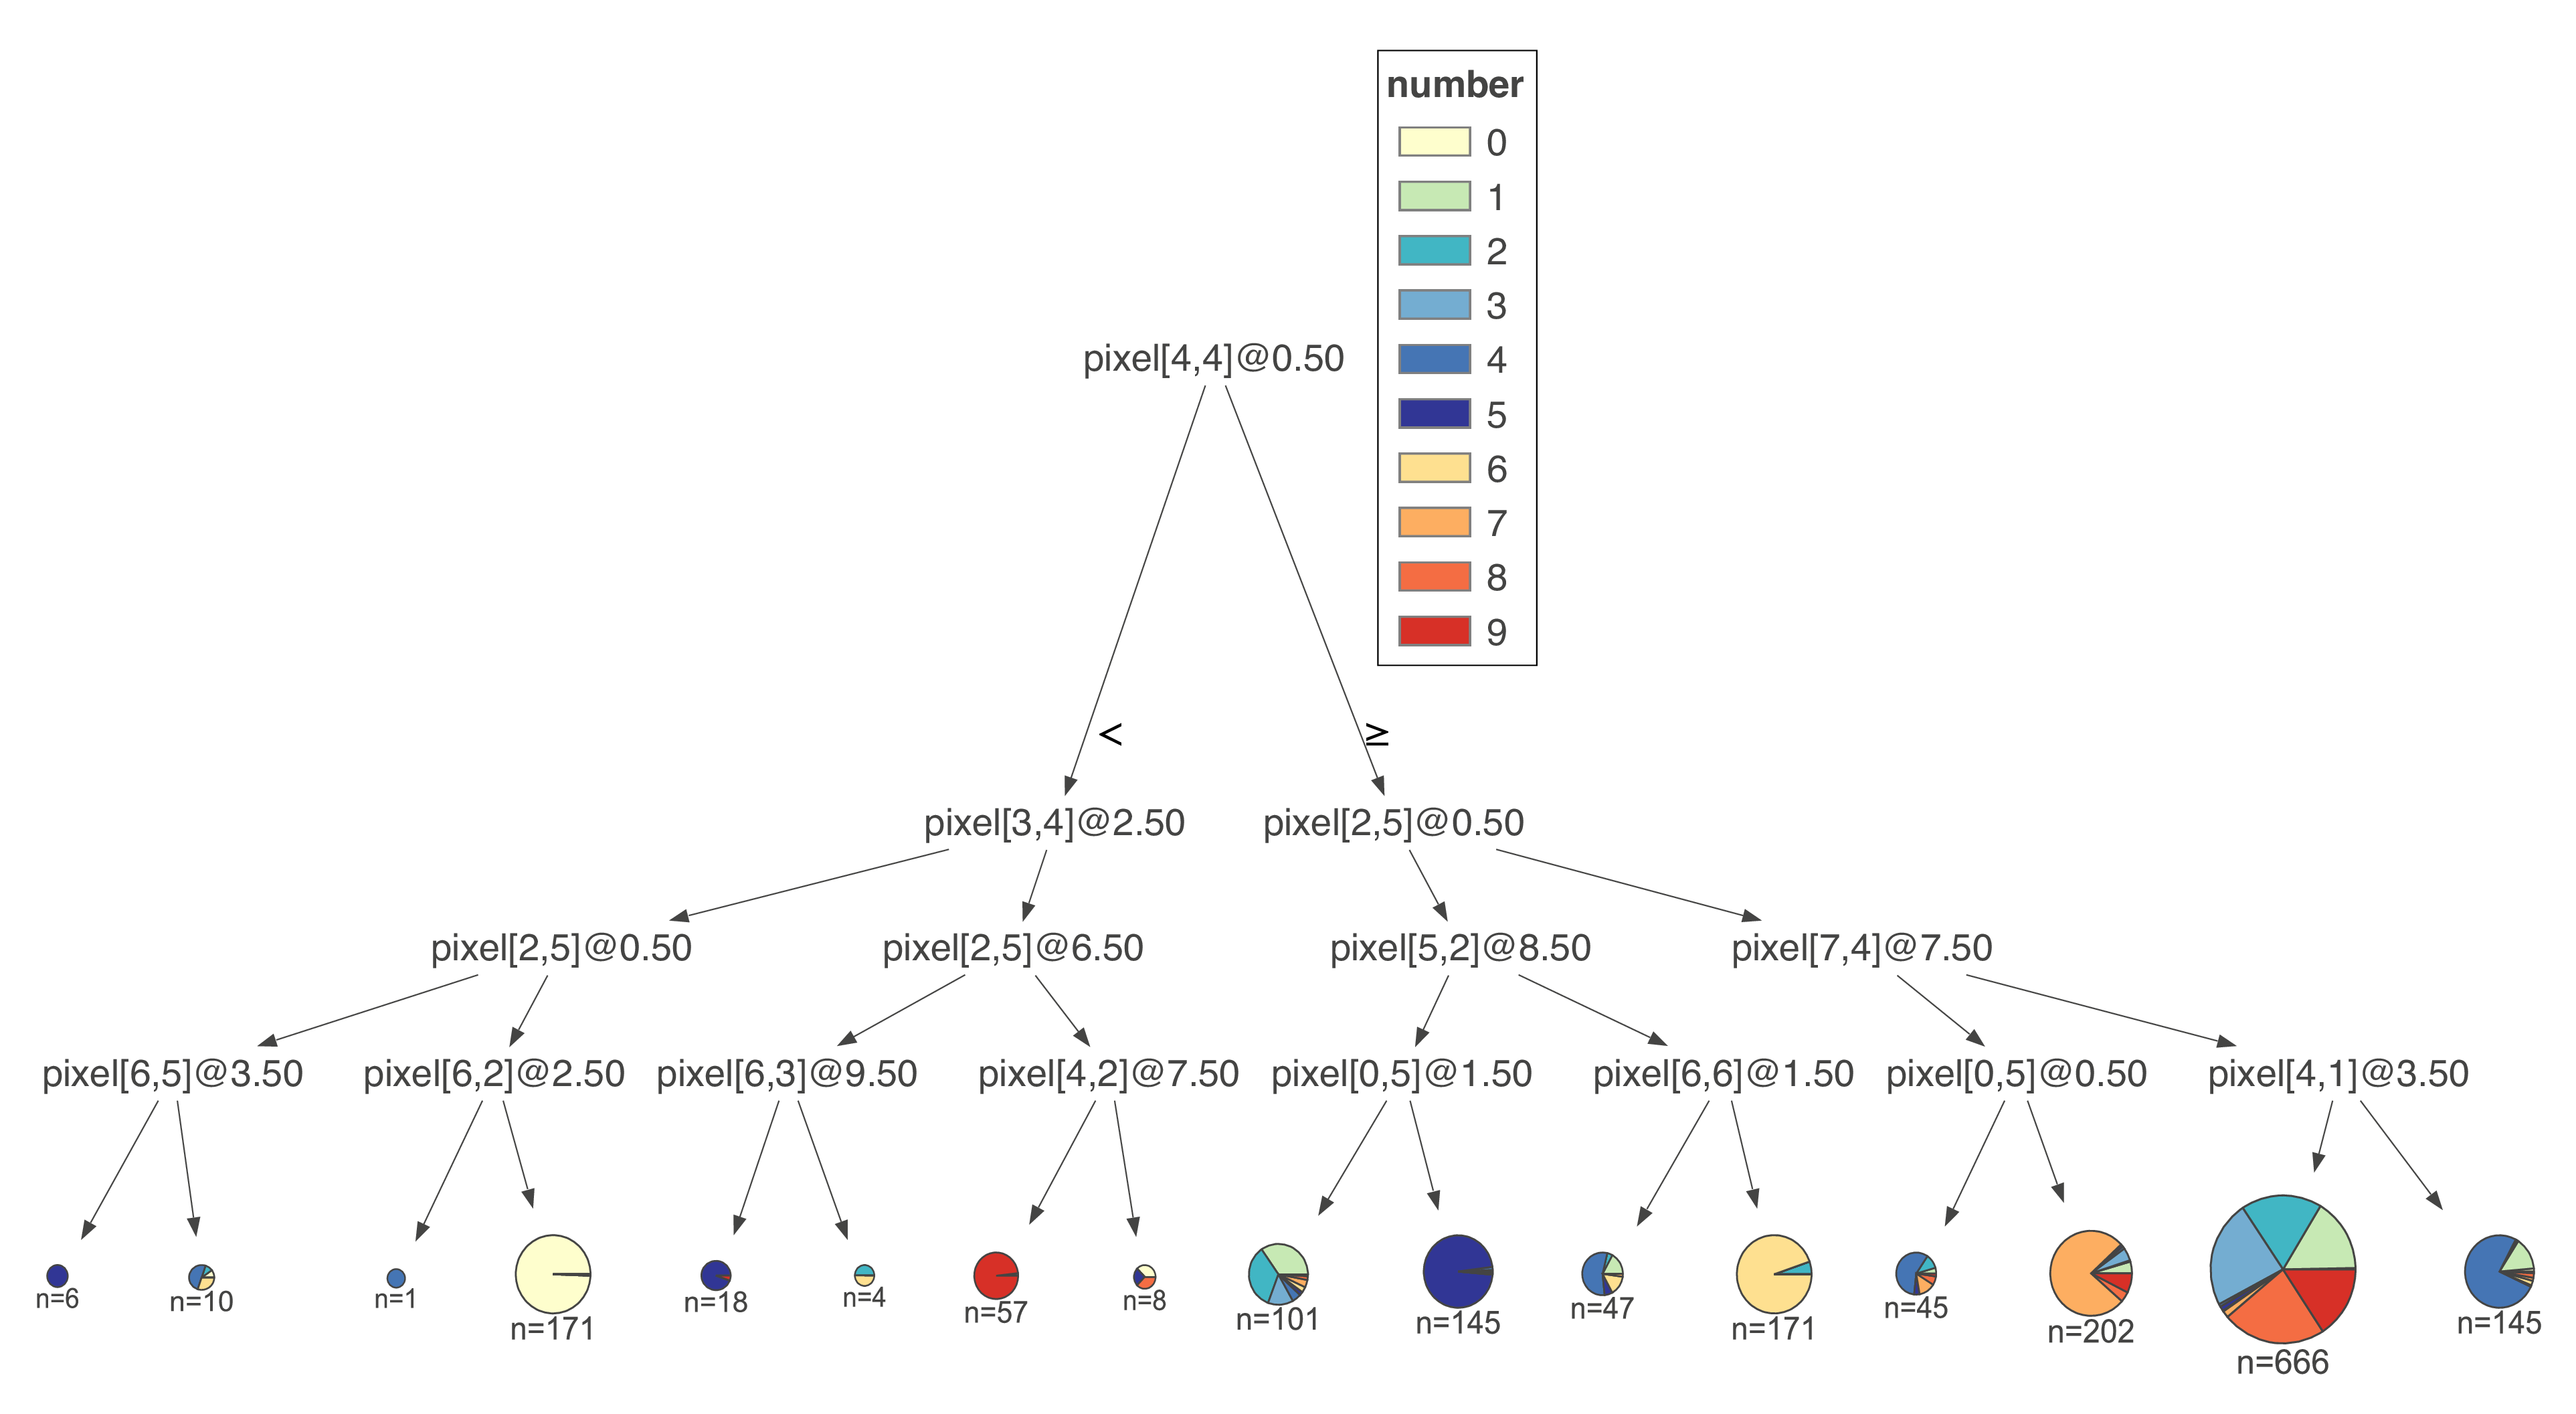 number
0
1
2
3
4
5
6
7
8
9
pixel[4,4]@0.50
<
≥
pixel[3,4]@2.50
pixel[2,5]@0.50
pixel[2,5]@0.50
pixel[2,5]@6.50
pixel[5,2]@8.50
pixel[7,4]@7.50
pixel[6,5]@3.50
pixel[6,2]@2.50
pixel[6,3]@9.50
pixel[4,2]@7.50
pixel[0,5]@1.50
pixel[6,6]@1.50
pixel[0,5]@0.50
pixel[4,1]@3.50
n=6
n=10
n=1
n=171
n=18
n=4
n=57
n=8
n=101
n=145
n=47
n=171
n=45
n=202
n=666
n=145